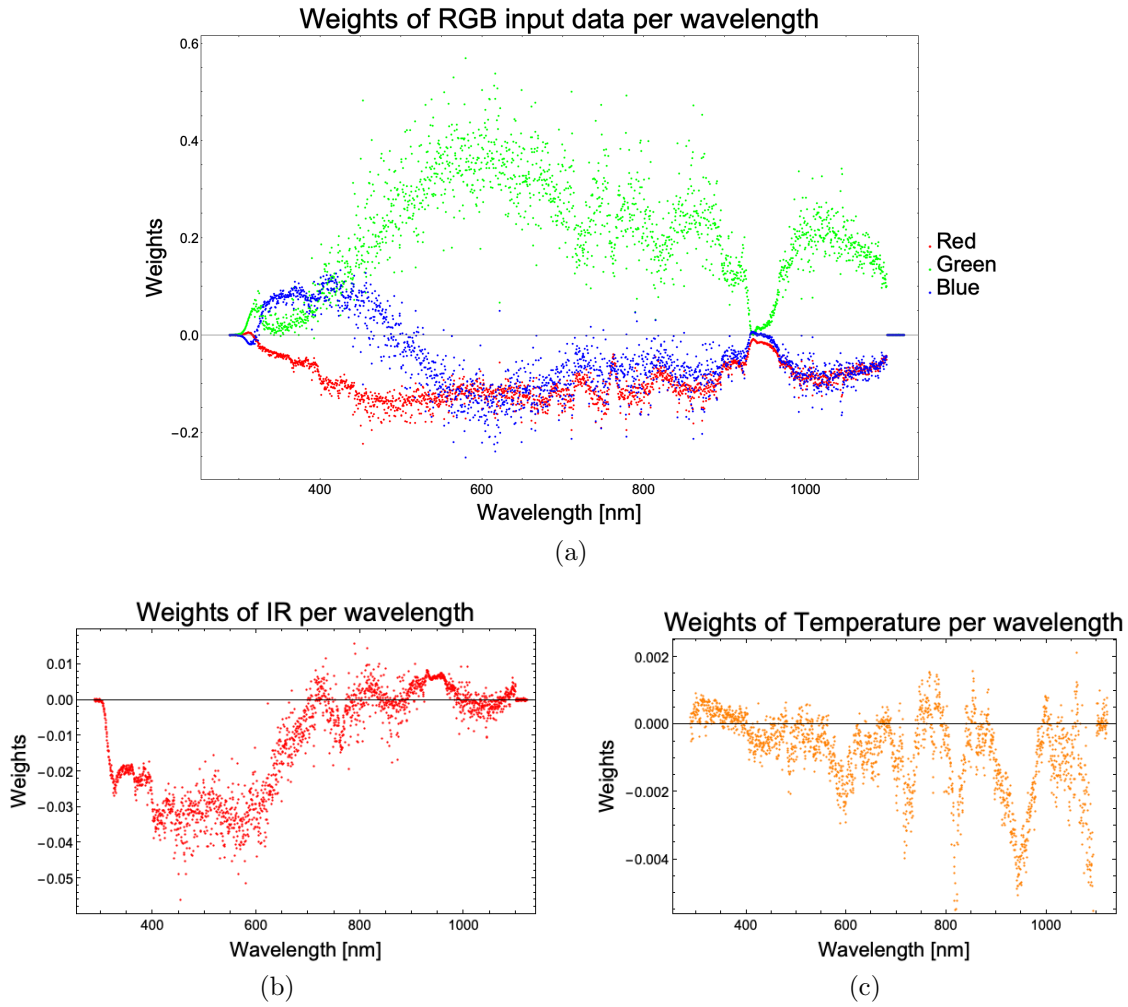 Weights of RGB input data per wavelength
0.6
0.4
0.2
0.0
−0.2
Weights
400
600
800
1000
Wavelength [nm]
Red
Green
Blue
(a)
Weights of IR per wavelength
0.01
0.00
−0.01
−0.02
−0.03
−0.04
−0.05
Weights
400
600
800
1000
Wavelength [nm]
(b)
Weights of Temperature per wavelength
0.002
0.000
−0.002
−0.004
Weights
400
600
800
1000
Wavelength [nm]
(c)